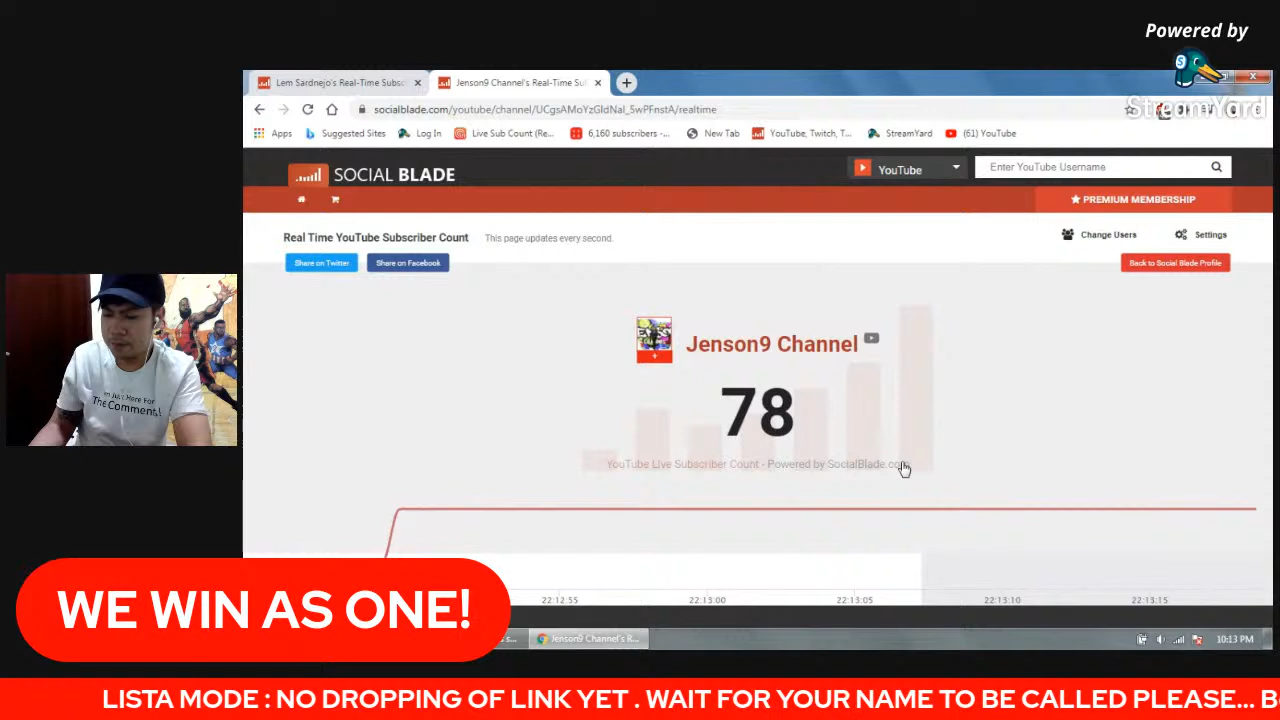 Powered by
StreamYard
Lem Sardnejo's Real-Time Subsc
Jenson9 Channel's Real-Time Su
socialblade.com/youtube/channel/UCgsAMoYzGIdNal_5wPFnstA/realtime
Apps Suggested Sites Log In Live Sub Count (Re... 6,160 subscribers -... New Tab YouTube, Twitch, T... StreamYard (61) YouTube
SOCIAL BLADE
YouTube
Enter YouTube Username
PREMIUM MEMBERSHIP
Real Time YouTube Subscriber Count This page updates every second.
Change Users Settings
Share on Twitter Share on Facebook
Back to Social Blade Profile
Jenson9 Channel
78
YouTube Live Subscriber Count - Powered by SocialBlade.com
The Comments!
22:12:55 22:13:00 22:13:05 22:13:10 22:13:15
WE WIN AS ONE!
Jenson9 Channel's R...
10:13 PM
LISTA MODE : NO DROPPING OF LINK YET . WAIT FOR YOUR NAME TO BE CALLED PLEASE... B